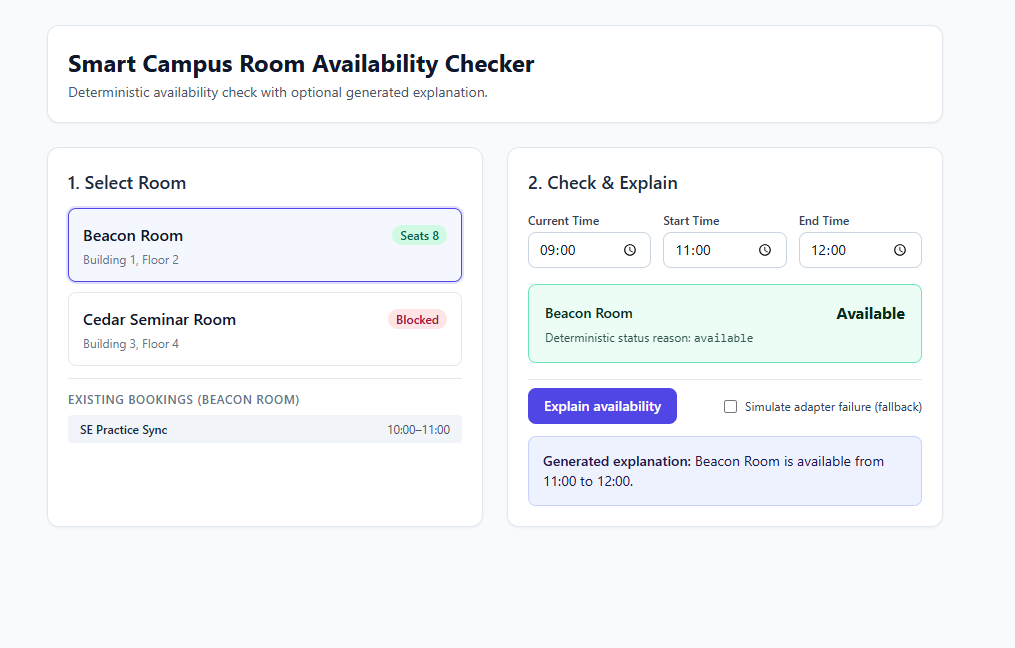 Smart Campus Room Availability Checker
Deterministic availability check with optional generated explanation.
1. Select Room
Beacon Room
Seats 8
Building 1, Floor 2
Cedar Seminar Room
Blocked
Building 3, Floor 4
EXISTING BOOKINGS (BEACON ROOM)
SE Practice Sync
10:00–11:00
2. Check & Explain
Current Time
Start Time
End Time
09:00
11:00
12:00
Beacon Room
Available
Deterministic status reason: available
Explain availability
Simulate adapter failure (fallback)
Generated explanation: Beacon Room is available from
11:00 to 12:00.